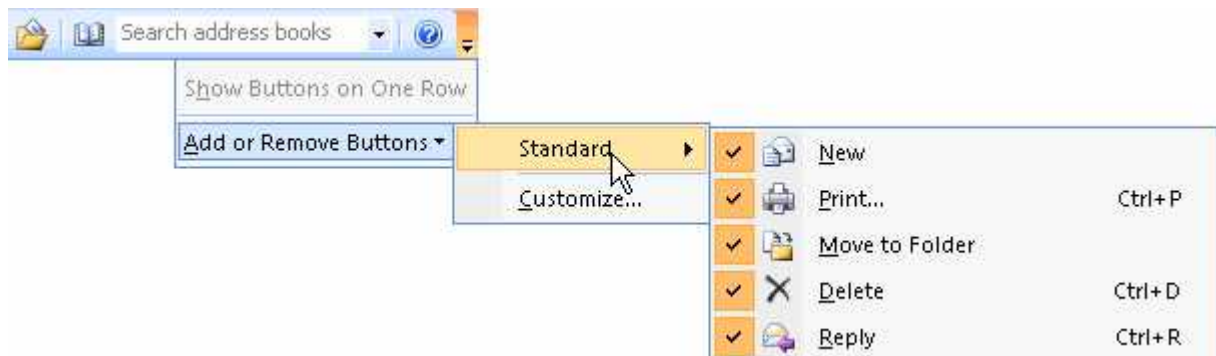 Search address books
Show Buttons on One Row
Add or Remove Buttons
Standard
Customize...
New
Print... Ctrl+P
Move to Folder
Delete Ctrl+D
Reply Ctrl+R